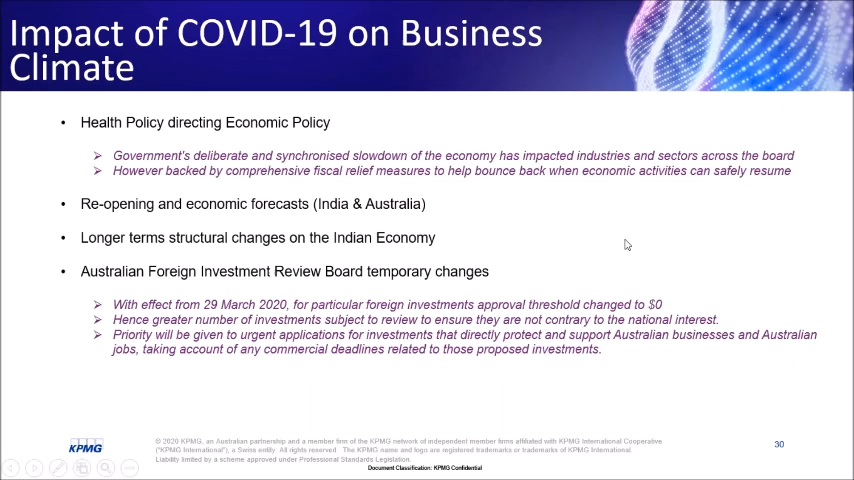 Impact of COVID-19 on Business
Climate
• Health Policy directing Economic Policy
➢ Government's deliberate and synchronised slowdown of the economy has impacted industries and sectors across the board
➢ However backed by comprehensive fiscal relief measures to help bounce back when economic activities can safely resume
• Re-opening and economic forecasts (India & Australia)
• Longer terms structural changes on the Indian Economy
• Australian Foreign Investment Review Board temporary changes
➢ With effect from 29 March 2020, for particular foreign investments approval threshold changed to $0
➢ Hence greater number of investments subject to review to ensure they are not contrary to the national interest.
➢ Priority will be given to urgent applications for investments that directly protect and support Australian businesses and Australian
jobs, taking account of any commercial deadlines related to those proposed investments.
KPMG
© 2020 KPMG, an Australian partnership and a member firm of the KPMG network of independent member firms affiliated with KPMG International Cooperative
("KPMG International"), a Swiss entity. All rights reserved. The KPMG name and logo are registered trademarks or trademarks of KPMG International.
Liability limited by a scheme approved under Professional Standards Legislation.
30
Document Classification: KPMG Confidential